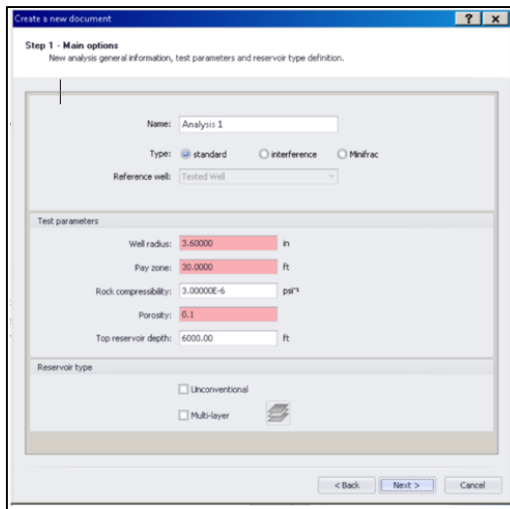 Create a new document
Step 1 - Main options
New analysis general information, test parameters and reservoir type definition.
Name: Analysis 1
Type: standard interference Minifrac
Reference well: Tested Well
Test parameters
Well radius: 3.60000 in
Pay zone: 30.0000 ft
Rock compressibility: 3.00000E-6 psi⁻¹
Porosity: 0.1
Top reservoir depth: 6000.00 ft
Reservoir type
Unconventional
Multi-layer
< Back Next > Cancel